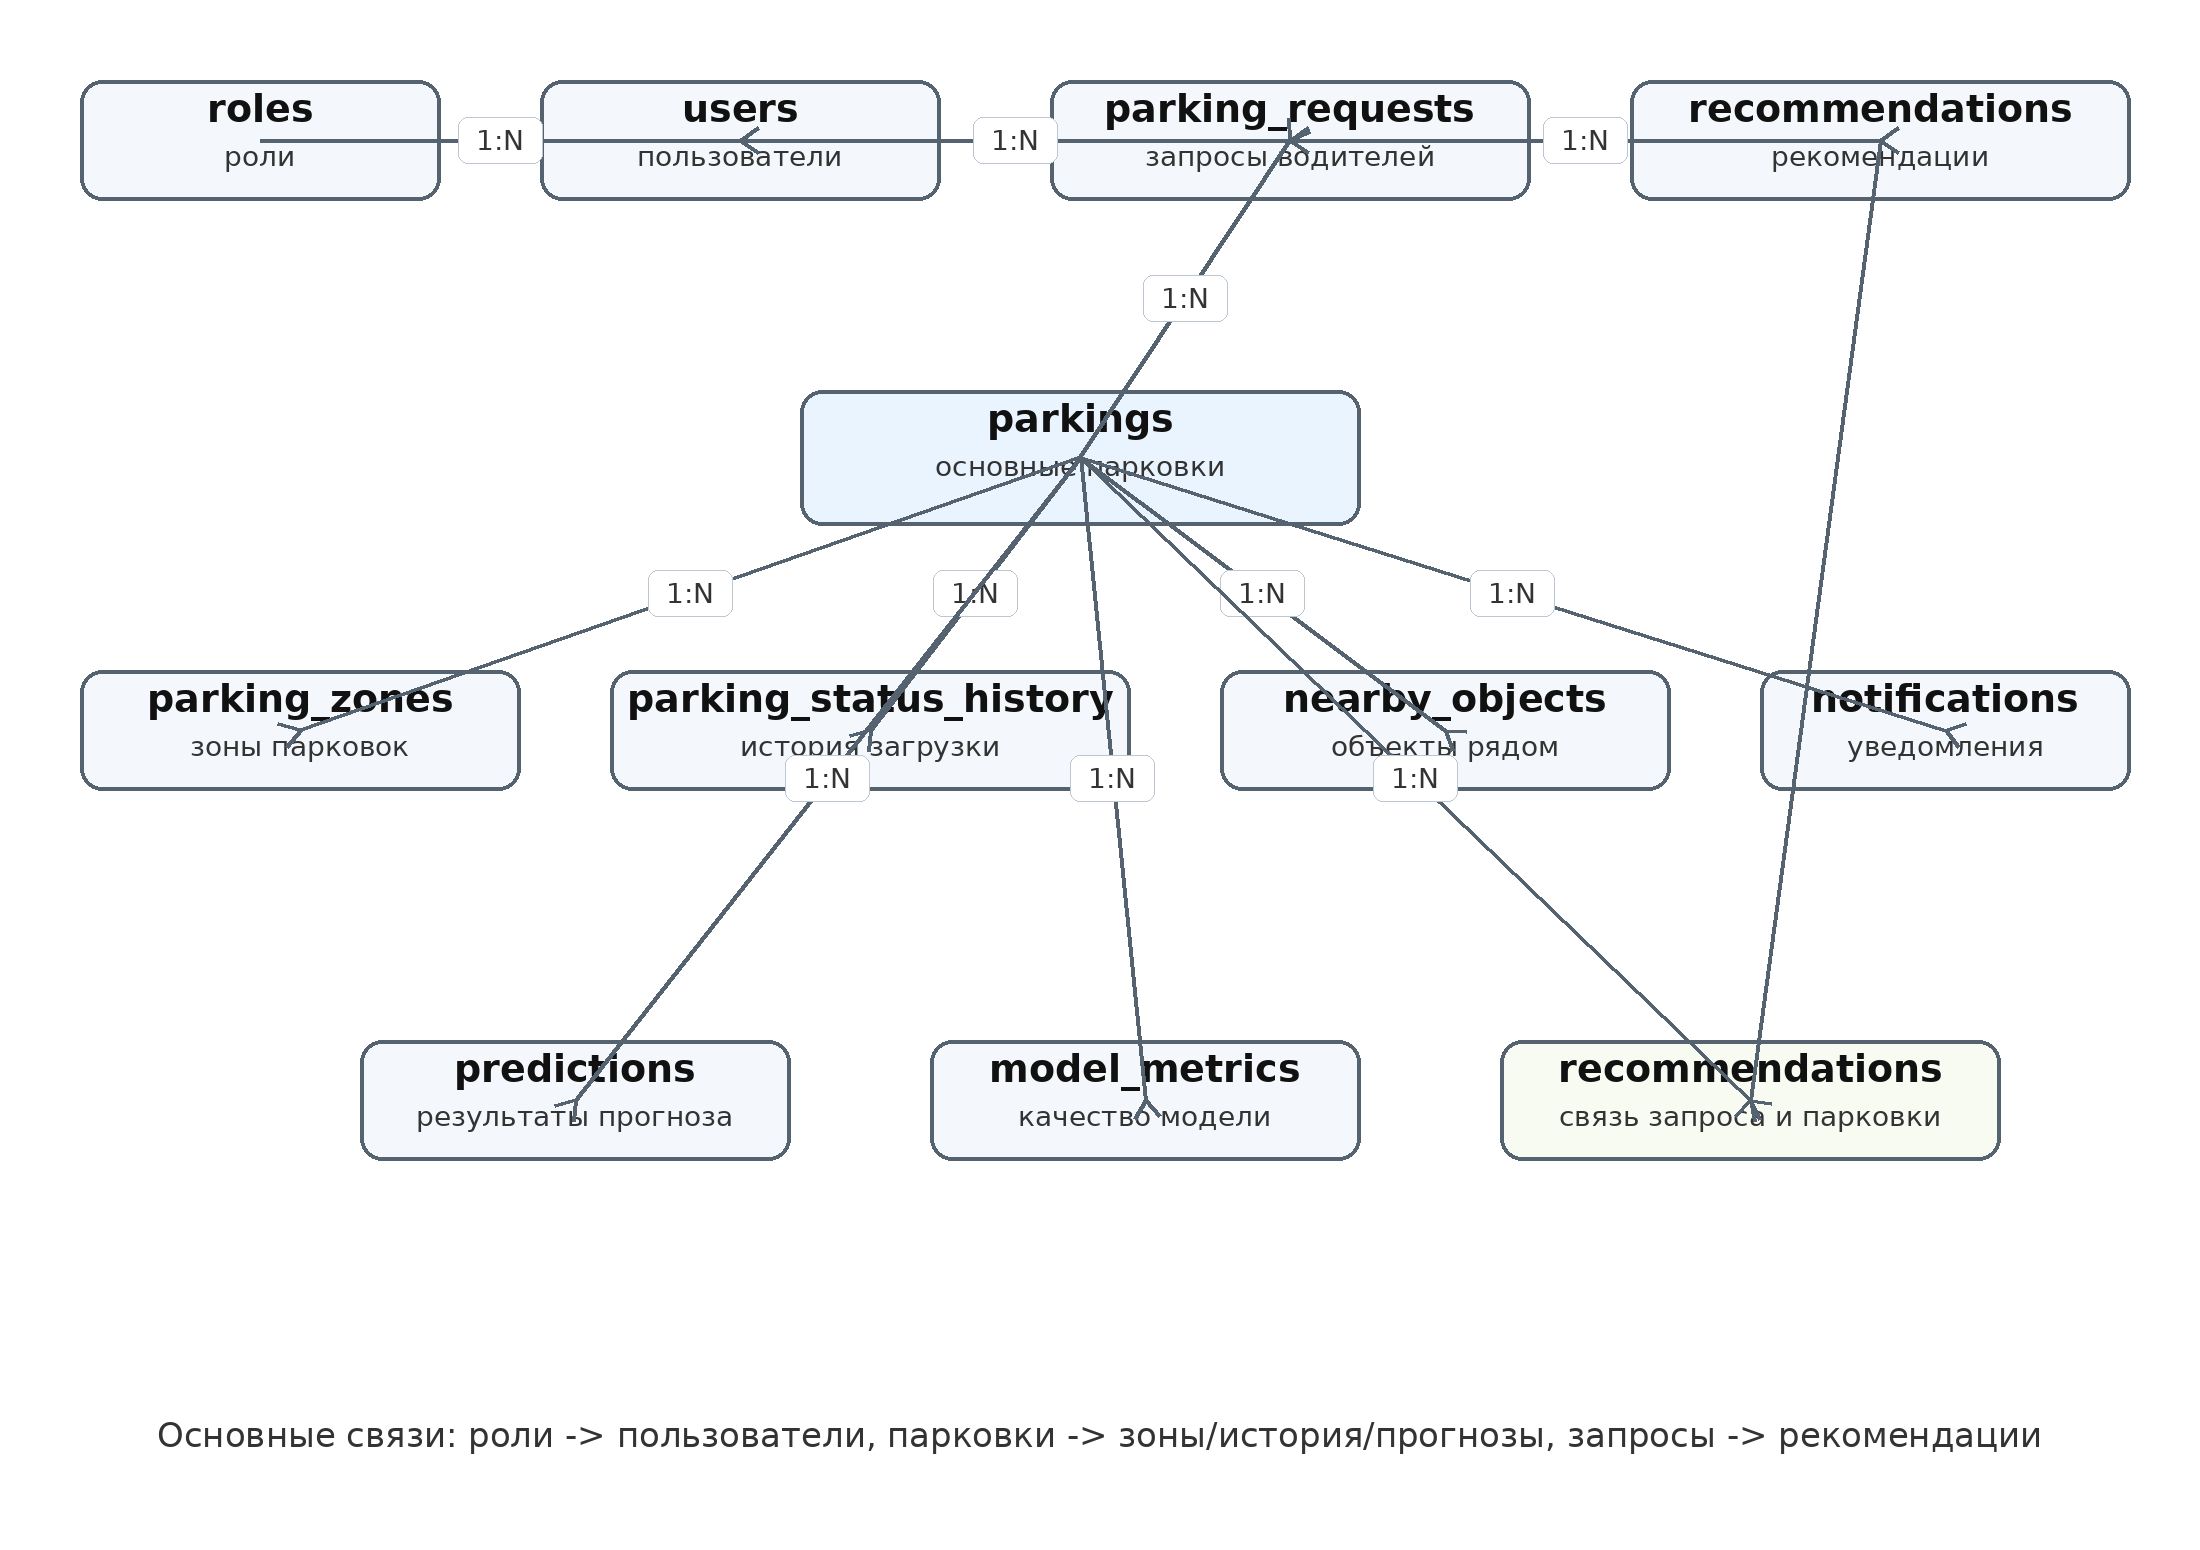 roles
роли
1:N
users
пользователи
1:N
parking_requests
запросы водителей
1:N
recommendations
рекомендации
1:N
parkings
основные парковки
1:N
1:N
1:N
1:N
parking_zones
зоны парковок
parking_status_history
история загрузки
nearby_objects
объекты рядом
notifications
уведомления
1:N
1:N
1:N
predictions
результаты прогноза
model_metrics
качество модели
recommendations
связь запроса и парковки
Основные связи: роли -> пользователи, парковки -> зоны/история/прогнозы, запросы -> рекомендации